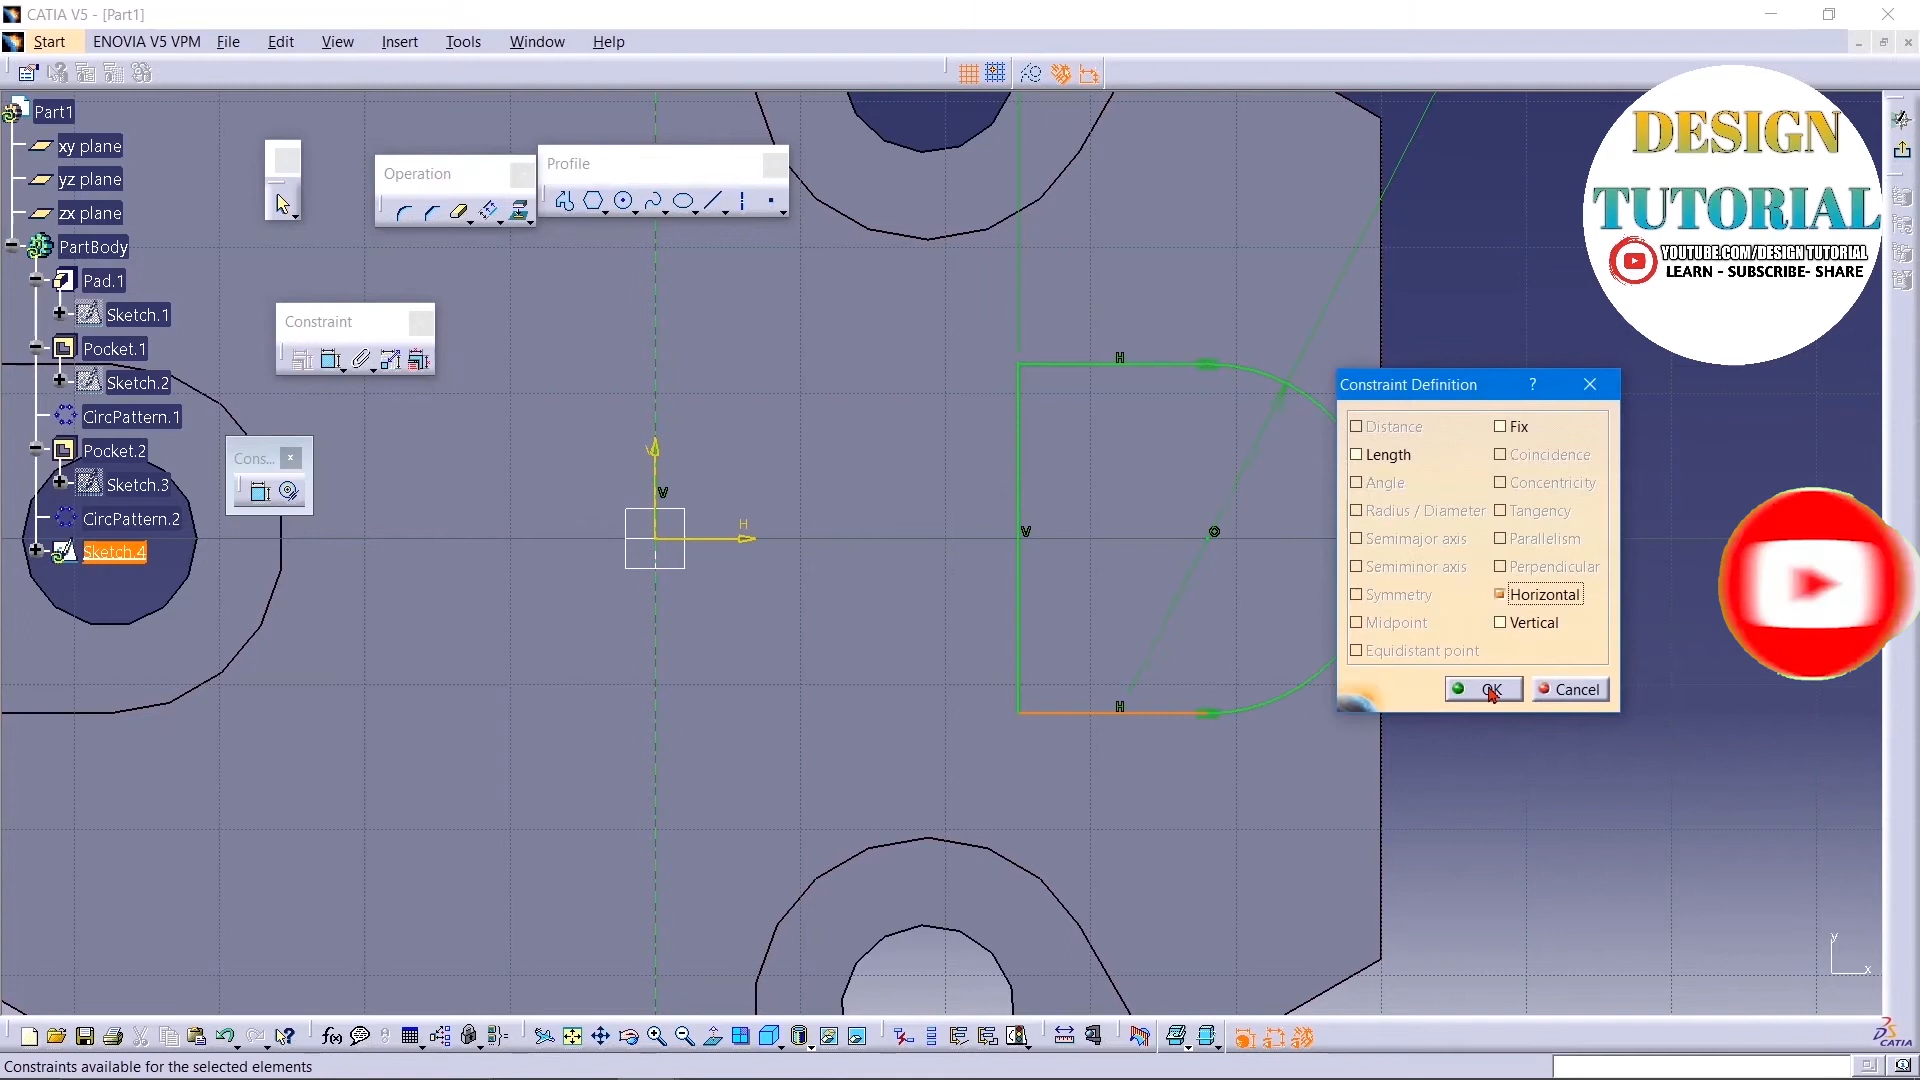 CATIA V5 - [Part1]
Start ENOVIA V5 VPM File Edit View Insert Tools Window Help
Part1
xy plane
yz plane
zx plane
PartBody
Pad.1
Sketch.1
Pocket.1
Sketch.2
CircPattern.1
Pocket.2
Sketch.3
CircPattern.2
Sketch.4
Operation
Profile
Constraint
Cons...
V
H
H
V
H
DESIGN
TUTORIAL
YOUTUBE.COM/DESIGN TUTORIAL
LEARN - SUBSCRIBE- SHARE
Constraint Definition ?
Distance Fix
Length Coincidence
Angle Concentricity
Radius / Diameter Tangency
Semimajor axis Parallelism
Semiminor axis Perpendicular
Symmetry Horizontal
Midpoint Vertical
Equidistant point
OK Cancel
y
x
f(x)
CATIA
Constraints available for the selected elements